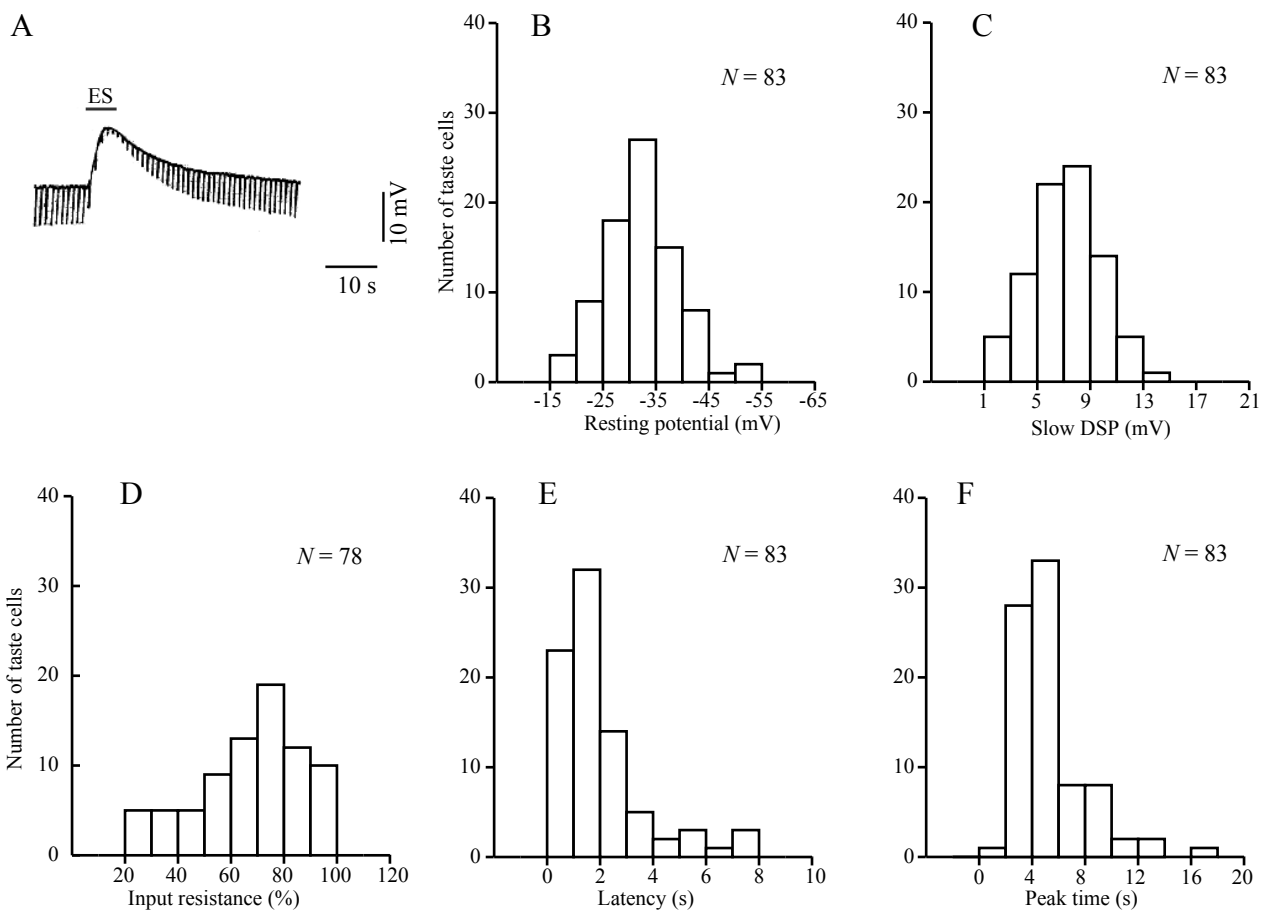 A
ES
10 mV
10 s
B
N = 83
Number of taste cells
40
30
20
10
0
-15 -25 -35 -45 -55 -65
Resting potential (mV)
C
N = 83
40
30
20
10
0
1 5 9 13 17 21
Slow DSP (mV)
D
N = 78
Number of taste cells
40
30
20
10
0
20 40 60 80 100 120
Input resistance (%)
E
N = 83
40
30
20
10
0
0 2 4 6 8 10
Latency (s)
F
N = 83
40
30
20
10
0
0 4 8 12 16 20
Peak time (s)